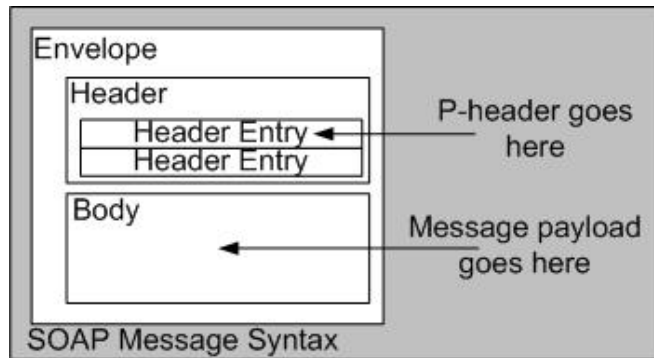 Envelope
Header
Header Entry
Header Entry
P-header goes
here
Body
Message payload
goes here
SOAP Message Syntax